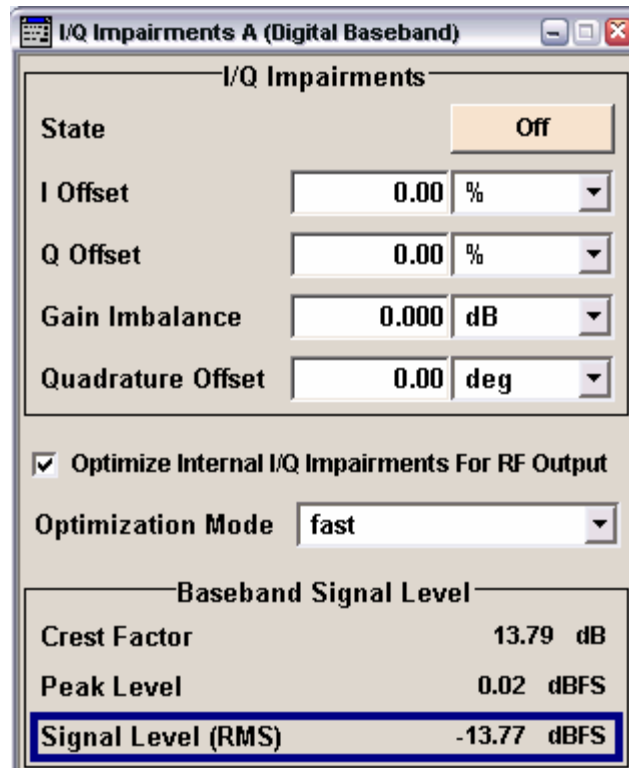 I/Q Impairments A (Digital Baseband)
I/Q Impairments
State Off
I Offset 0.00 %
Q Offset 0.00 %
Gain Imbalance 0.000 dB
Quadrature Offset 0.00 deg
Optimize Internal I/Q Impairments For RF Output
Optimization Mode fast
Baseband Signal Level
Crest Factor 13.79 dB
Peak Level 0.02 dBFS
Signal Level (RMS) -13.77 dBFS